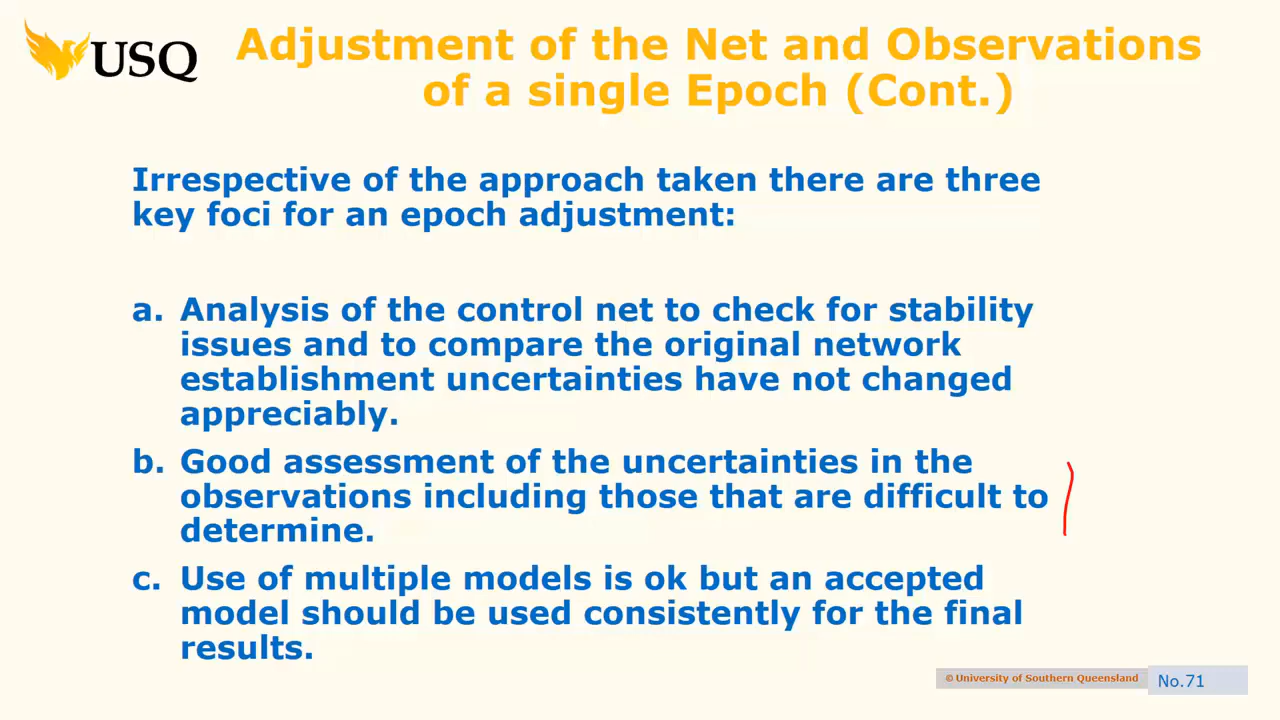 USQ
Adjustment of the Net and Observations
of a single Epoch (Cont.)
Irrespective of the approach taken there are three
key foci for an epoch adjustment:
a. Analysis of the control net to check for stability
issues and to compare the original network
establishment uncertainties have not changed
appreciably.
b. Good assessment of the uncertainties in the
observations including those that are difficult to
determine.
c. Use of multiple models is ok but an accepted
model should be used consistently for the final
results.
© University of Southern Queensland
No.71